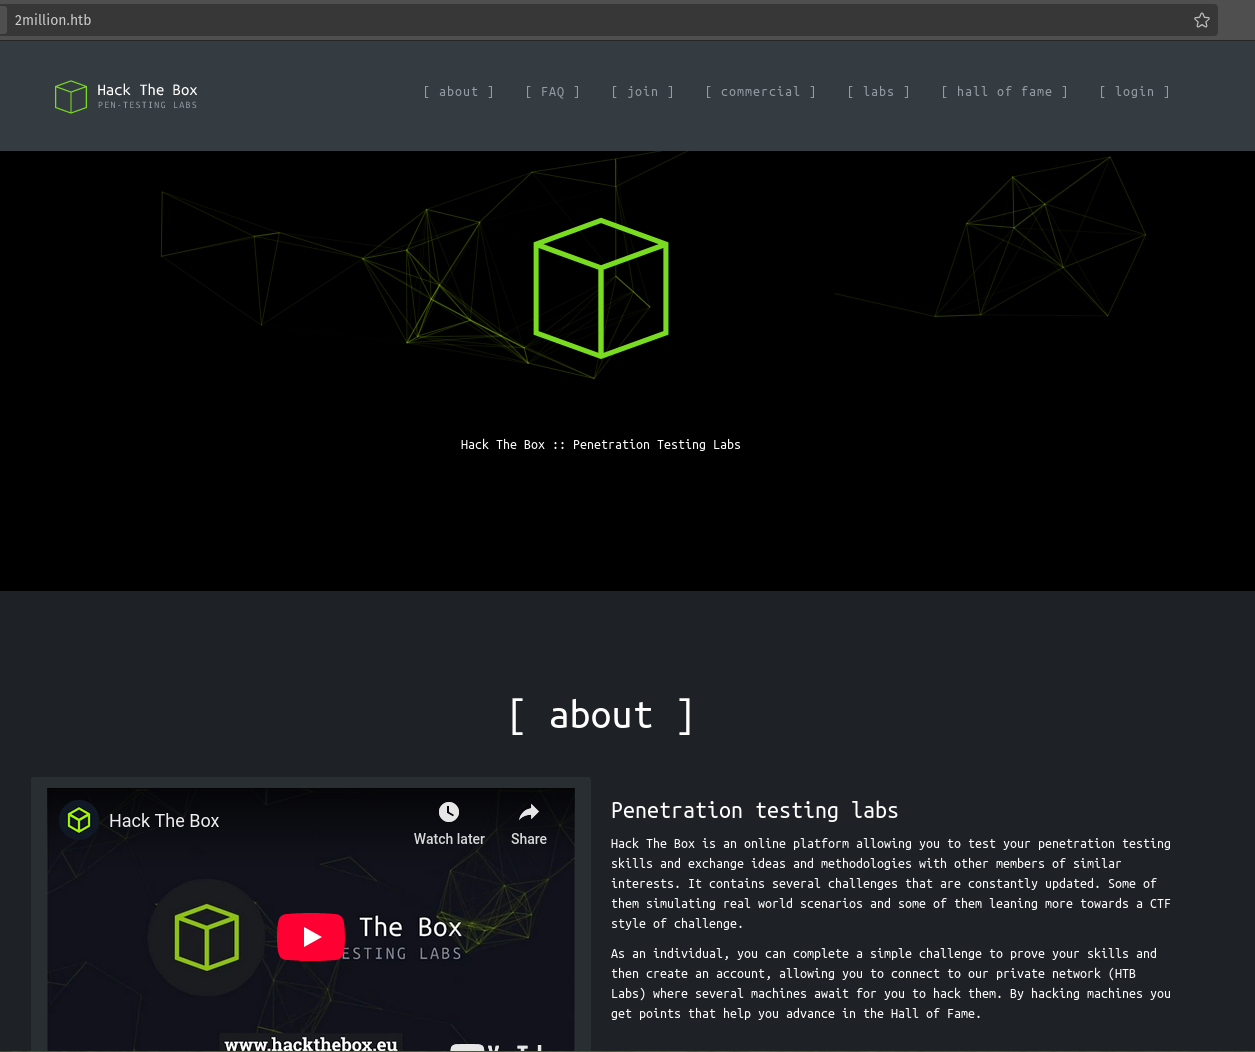 2million.htb
Hack The Box
PEN-TESTING LABS
[ about ] [ FAQ ] [ join ] [ commercial ] [ labs ] [ hall of fame ] [ login ]
Hack The Box :: Penetration Testing Labs
[ about ]
Hack The Box
Watch later
Share
The Box
ESTING LABS
www.hackthebox.eu
Penetration testing labs
Hack The Box is an online platform allowing you to test your penetration testing
skills and exchange ideas and methodologies with other members of similar
interests. It contains several challenges that are constantly updated. Some of
them simulating real world scenarios and some of them leaning more towards a CTF
style of challenge.
As an individual, you can complete a simple challenge to prove your skills and
then create an account, allowing you to connect to our private network (HTB
Labs) where several machines await for you to hack them. By hacking machines you
get points that help you advance in the Hall of Fame.